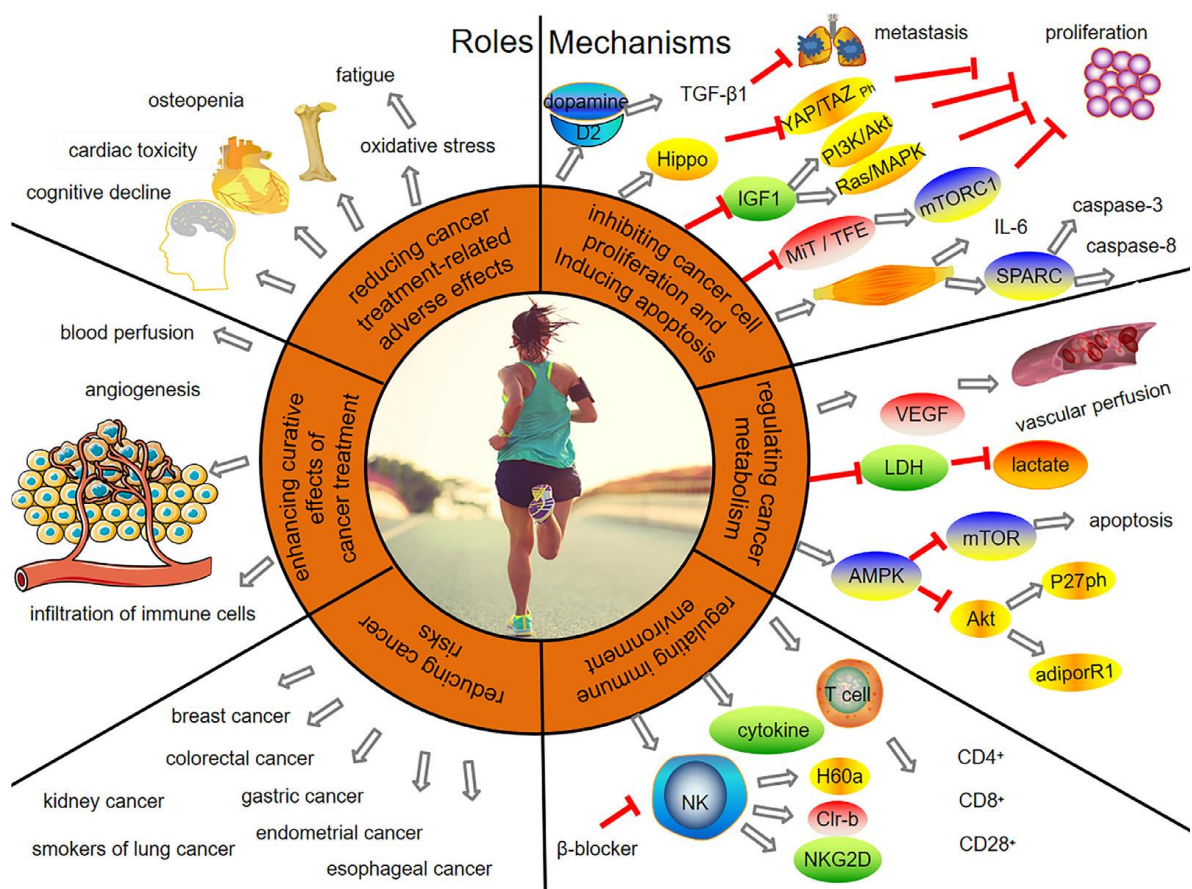 Roles
Mechanisms
fatigue
osteopenia
cardiac toxicity
oxidative stress
cognitive decline
reducing cancer
treatment-related
adverse effects
dopamine
D2
TGF-β1
metastasis
proliferation
Hippo
YAP/TAZ Ph
PI3K/Akt
Ras/MAPK
IGF1
MiT / TFE
mTORC1
IL-6
SPARC
caspase-3
caspase-8
inhibiting cancer cell
proliferation and
Inducing apoptosis
blood perfusion
angiogenesis
infiltration of immune cells
enhancing curative
effects of
cancer treatment
regulating cancer
metabolism
VEGF
vascular perfusion
LDH
lactate
AMPK
mTOR
apoptosis
Akt
P27ph
adiporR1
reducing cancer
risks
breast cancer
colorectal cancer
kidney cancer
gastric cancer
smokers of lung cancer
endometrial cancer
esophageal cancer
regulating immune
environment
T cell
cytokine
NK
β-blocker
H60a
Clr-b
NKG2D
CD4⁺
CD8⁺
CD28⁺